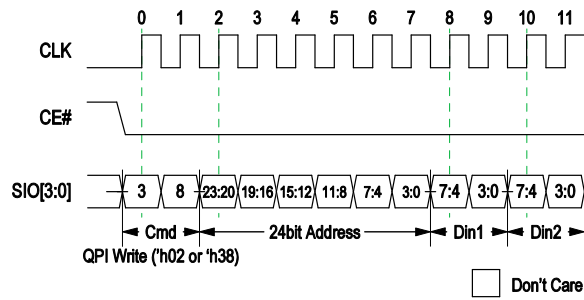 0 1 2 3 4 5 6 7 8 9 10 11
CLK
CE#
SIO[3:0] 3 8 23:20 19:16 15:12 11:8 7:4 3:0 7:4 3:0 7:4 3:0
Cmd 24bit Address Din1 Din2
QPI Write ('h02 or 'h38)
Don't Care